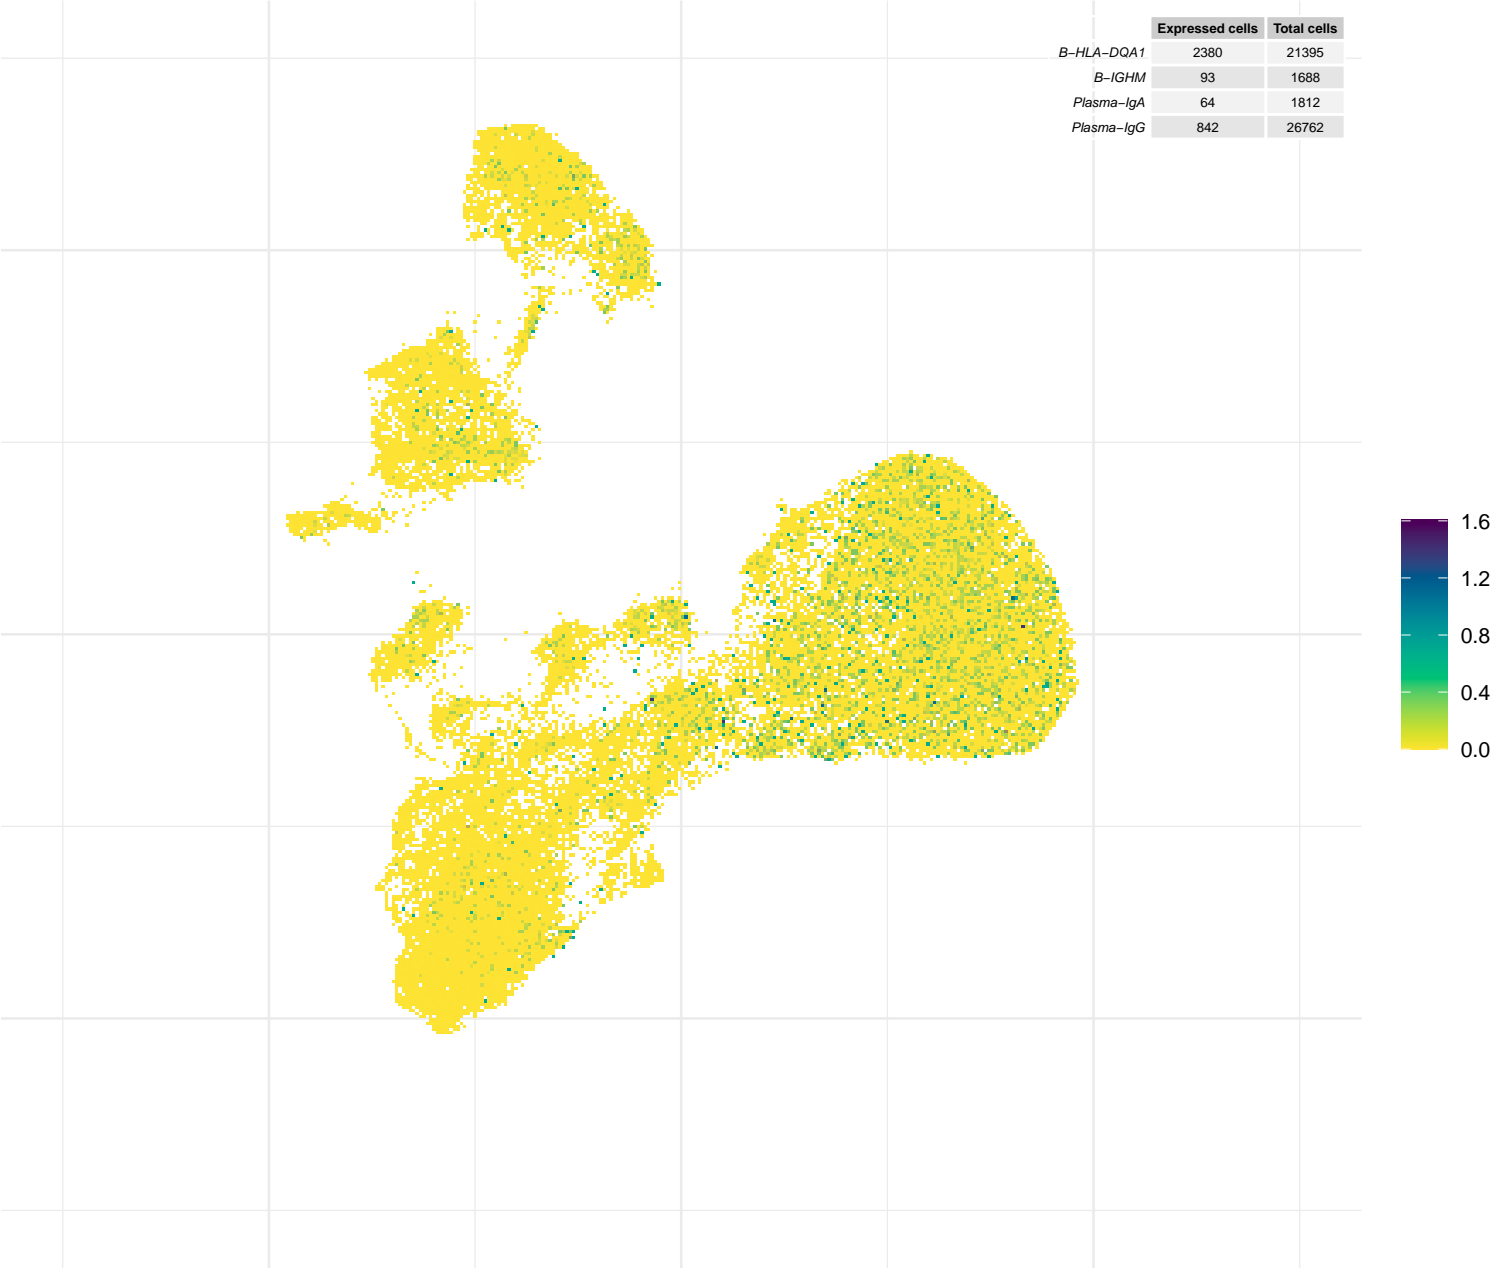 Expressed cells Total cells
B−HLA−DQA1 2380 21395
B−IGHM 93 1688
Plasma−IgA 64 1812
Plasma−IgG 842 26762
1.6
1.2
0.8
0.4
0.0